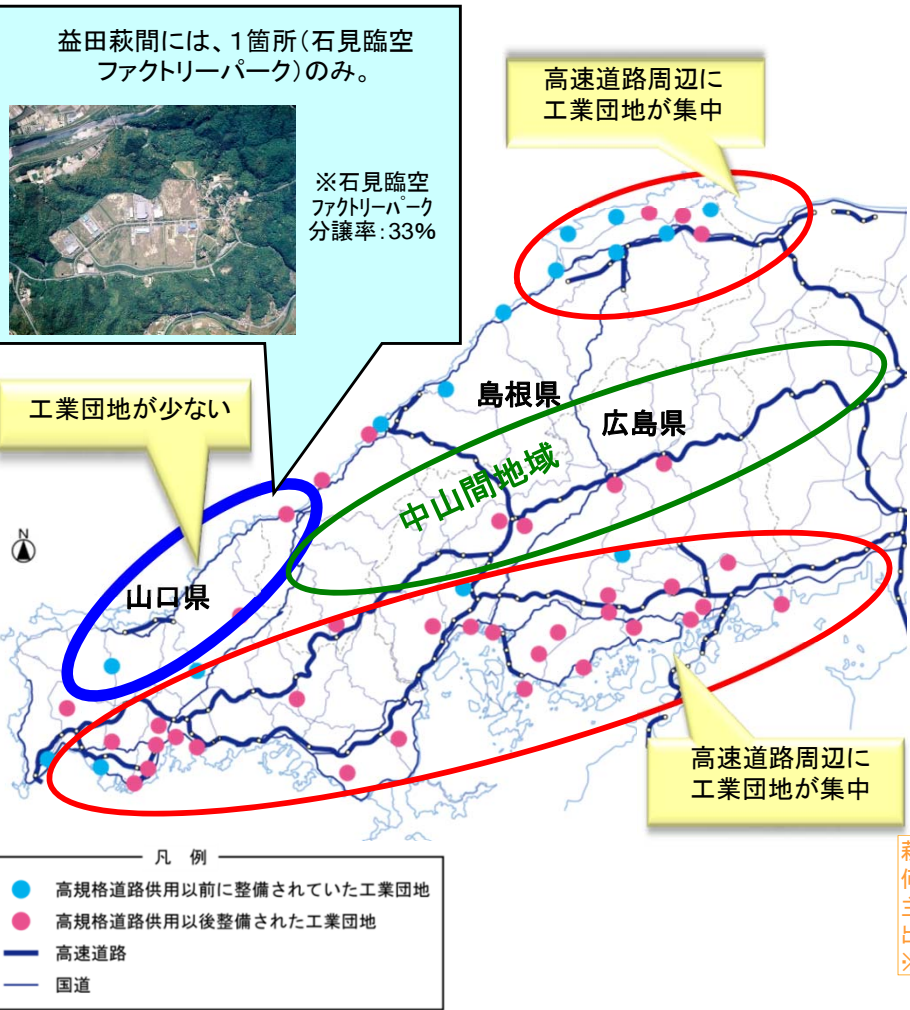 益田萩間には、1箇所（石見臨空
ファクトリーパーク）のみ。
※石見臨空
ファクトリーパーク
分譲率：33％
高速道路周辺に
工業団地が集中
工業団地が少ない
島根県
広島県
中山間地域
N
山口県
高速道路周辺に
工業団地が集中
凡 例
高規格道路供用以前に整備されていた工業団地
高規格道路供用以後整備された工業団地
高速道路
国道
主
出
※